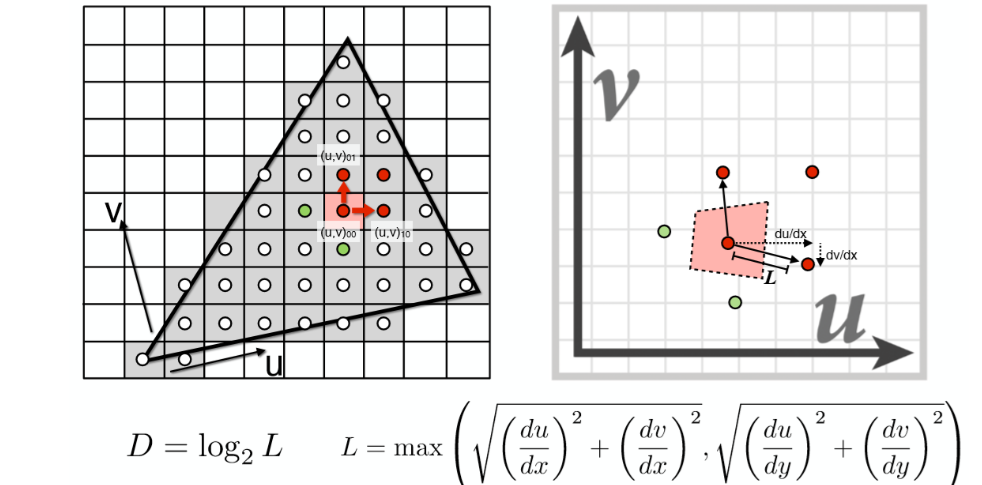 (u,v)01
(u,v)00
(u,v)10
V
u
v
du/dx
dv/dx
L
u
D = log₂ L
L = max ( √( (du/dx)² + (dv/dx)² ), √( (du/dy)² + (dv/dy)² ) )